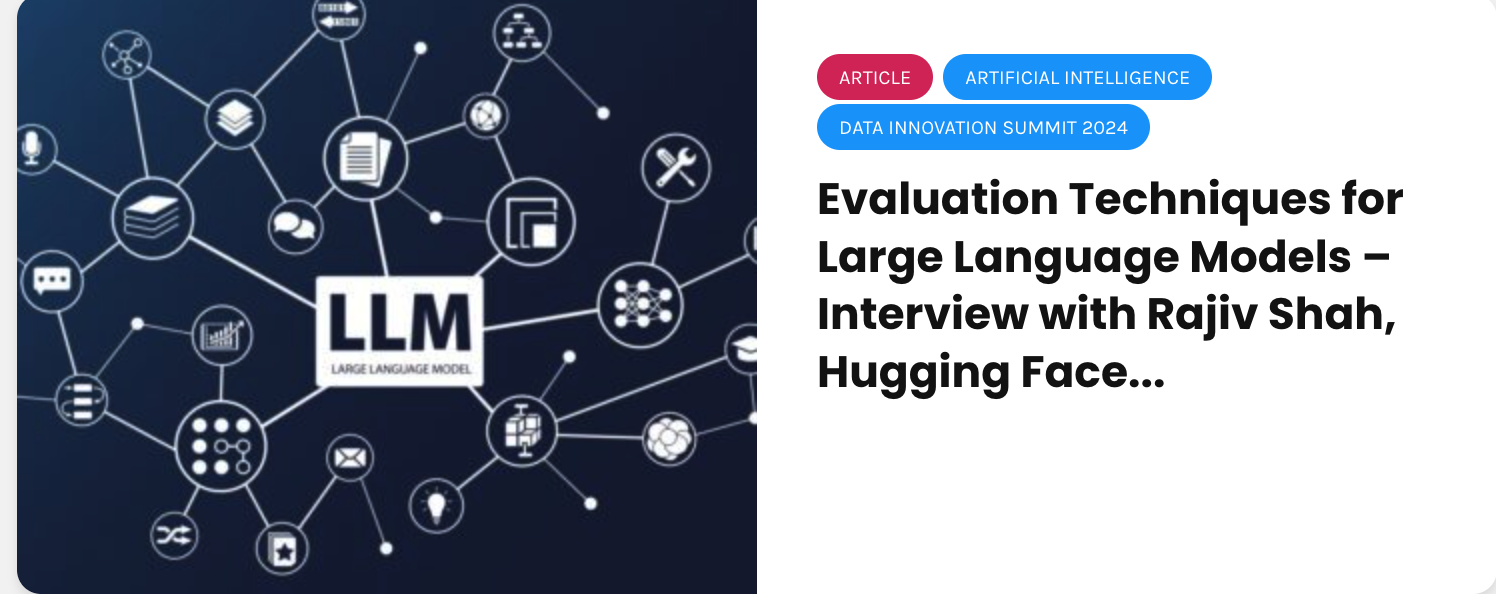 LLM
LARGE LANGUAGE MODEL
ARTICLE
ARTIFICIAL INTELLIGENCE
DATA INNOVATION SUMMIT 2024
Evaluation Techniques for
Large Language Models –
Interview with Rajiv Shah,
Hugging Face...